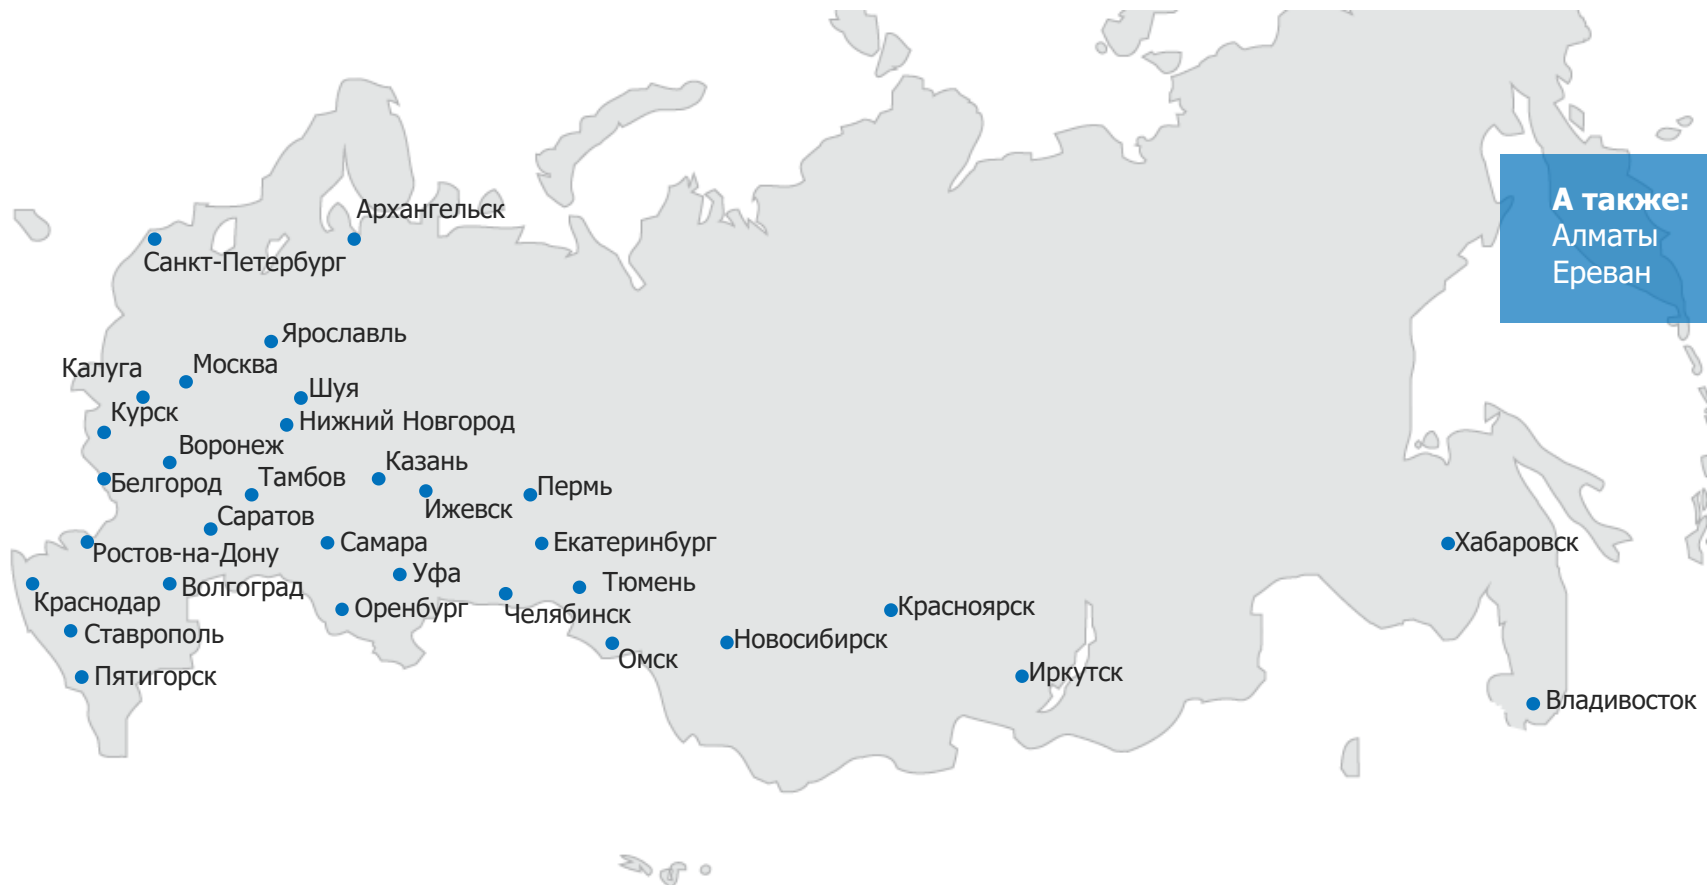 Архангельск
А также:
Алматы
Ереван
Санкт-Петербург
Ярославль
Москва
Калуга
Шуя
Курск
Нижний Новгород
Воронеж
Казань
Тамбов
Белгород
Пермь
Ижевск
Саратов
Самара
Екатеринбург
Хабаровск
Ростов-на-Дону
Уфа
Тюмень
Волгоград
Краснодар
Оренбург
Челябинск
Красноярск
Ставрополь
Новосибирск
Омск
Пятигорск
Иркутск
Владивосток